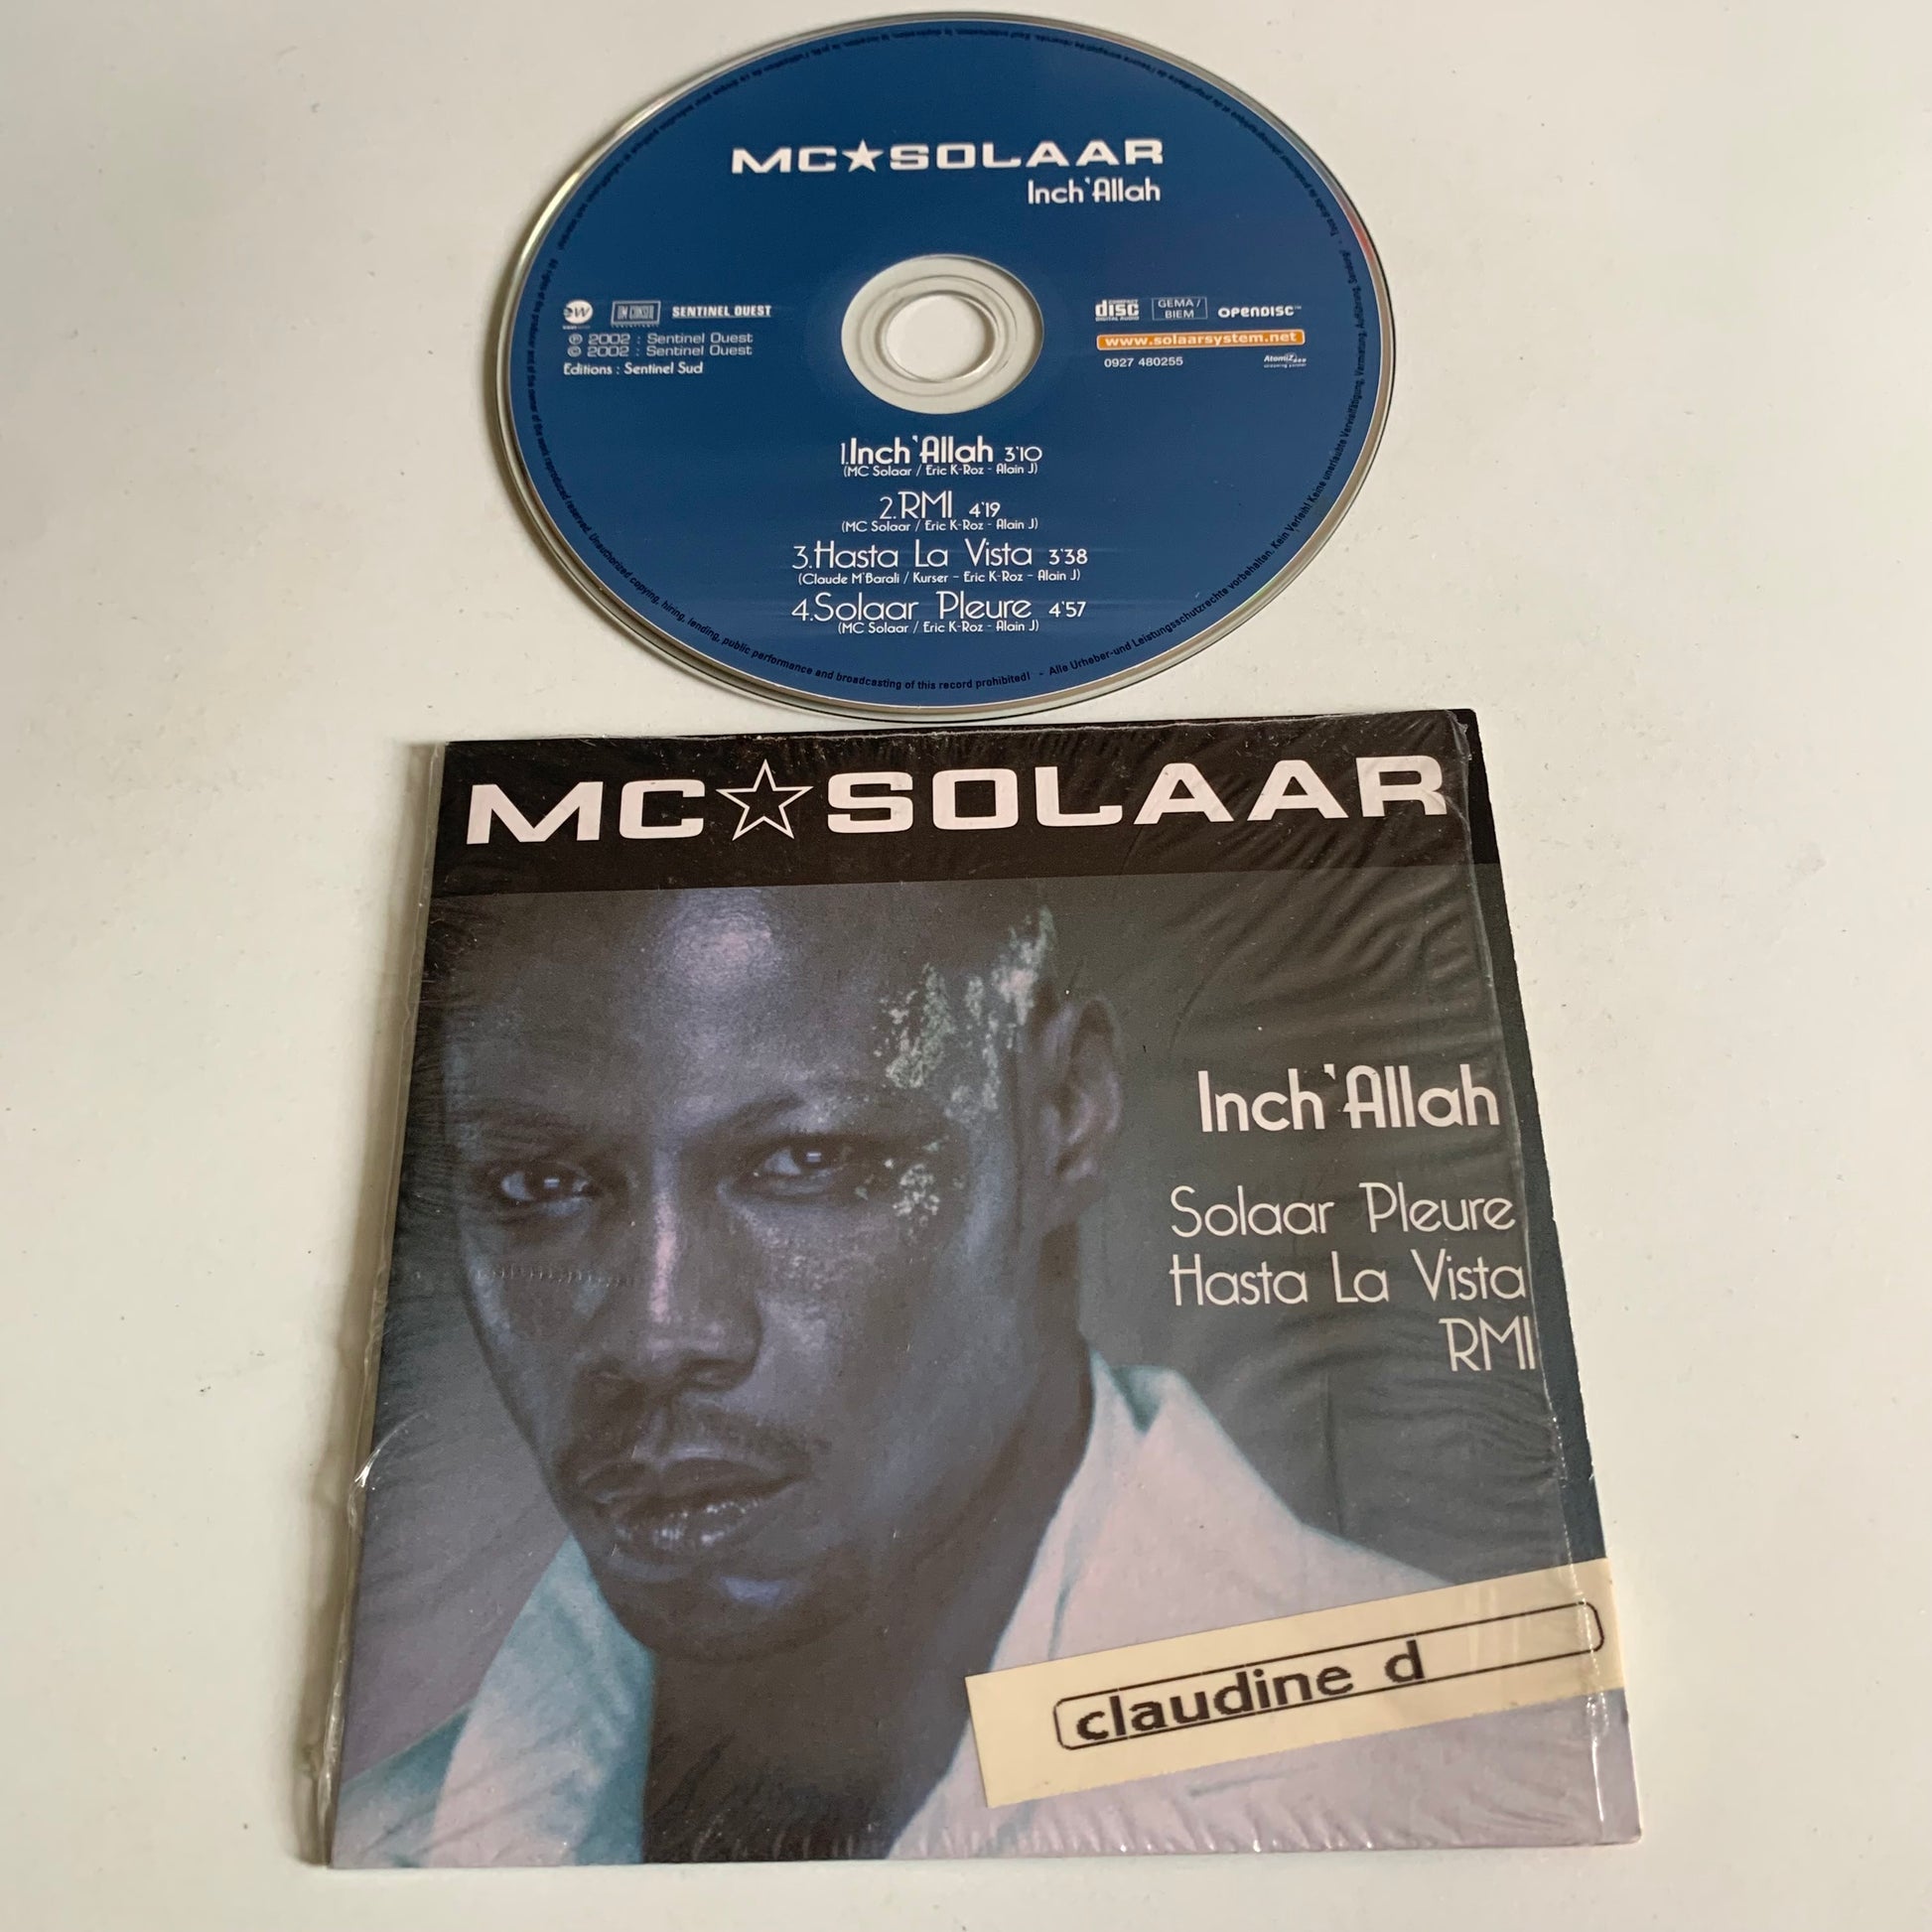 MC★SOLAAR
Inch'Allah
SENTINEL OUEST
℗ 2002 : Sentinel Ouest
© 2002 : Sentinel Ouest
Editions : Sentinel Sud
COMPACT
disc
DIGITAL AUDIO
GEMA /
BIEM
OPENDISC™
www.solaarsystem.net
0927 480255
1.Inch'Allah 3'10
(MC Solaar / Eric K-Roz - Alain J)
2.RMI 4'19
(MC Solaar / Eric K-Roz - Alain J)
3.Hasta La Vista 3'38
(Claude M'Barali / Kurser - Eric K-Roz - Alain J)
4.Solaar Pleure 4'57
(MC Solaar / Eric K-Roz - Alain J)
Unauthorized copying, hiring, lending, public performance and broadcasting of this record prohibited! - Alle Urheber-und Leistungsschutzrechte vorbehalten. Kein Verleih! Keine unerlaubte Vervielfältigung, Vermietung, Aufführung, Sendung!
MC☆SOLAAR
Inch'Allah
Solaar Pleure
Hasta La Vista
RMI
claudine d